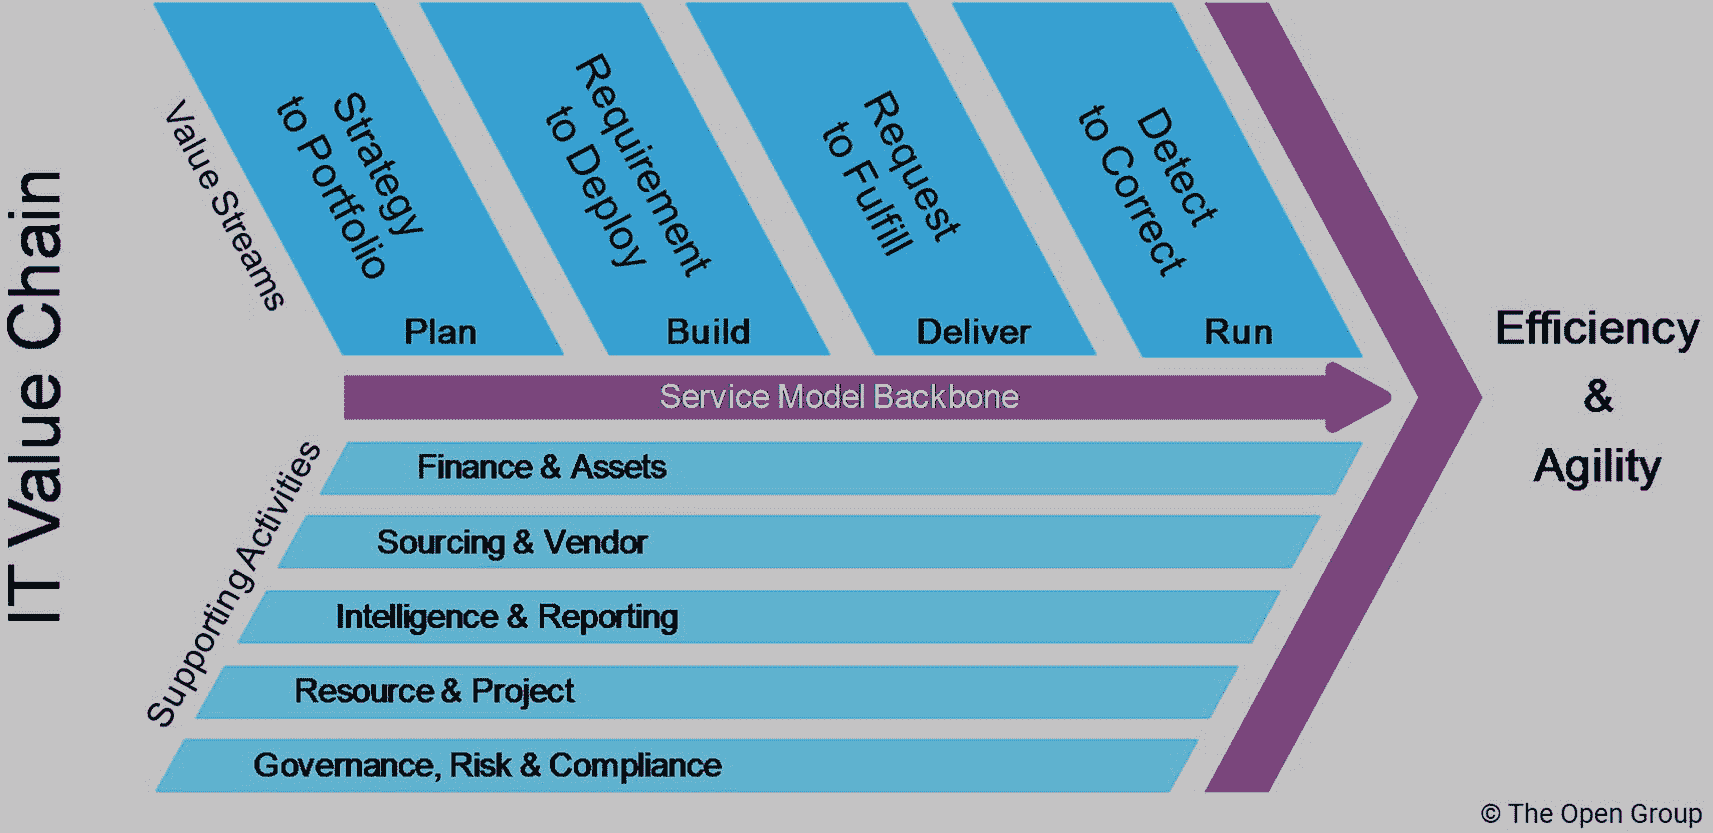 IT Value Chain
Value Streams
Strategy
to Portfolio
Plan
Requirement
to Deploy
Build
Request
to Fulfill
Deliver
Detect
to Correct
Run
Service Model Backbone
Supporting Activities
Finance & Assets
Sourcing & Vendor
Intelligence & Reporting
Resource & Project
Governance, Risk & Compliance
Efficiency
&
Agility
© The Open Group